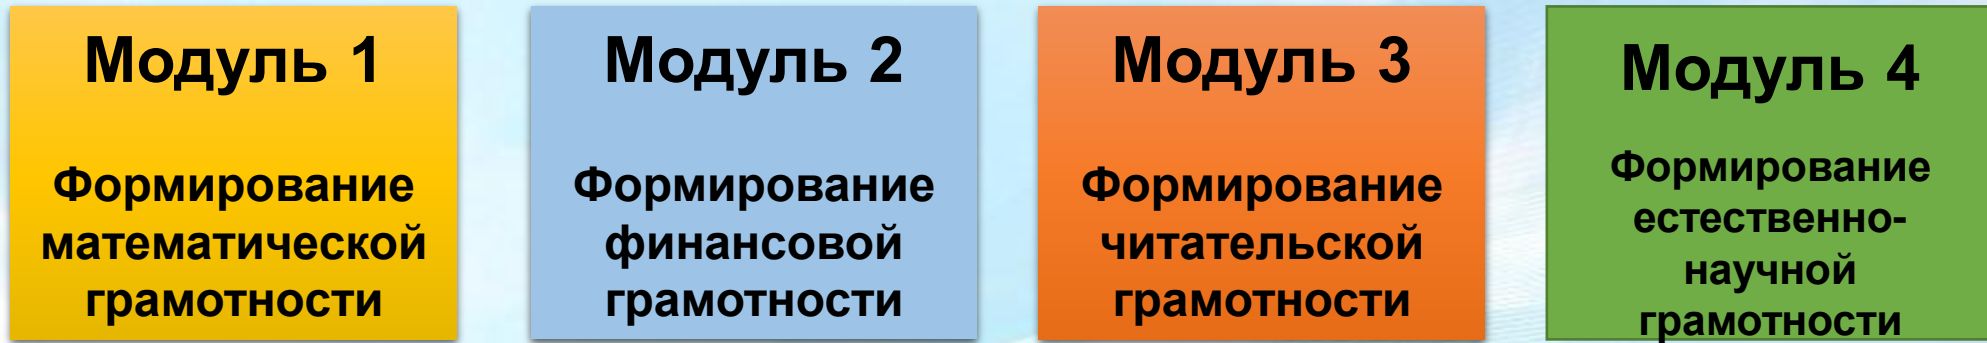 Модуль 1
Формирование
математической
грамотности
Модуль 2
Формирование
финансовой
грамотности
Модуль 3
Формирование
читательской
грамотности
Модуль 4
Формирование
естественно-
научной
грамотности